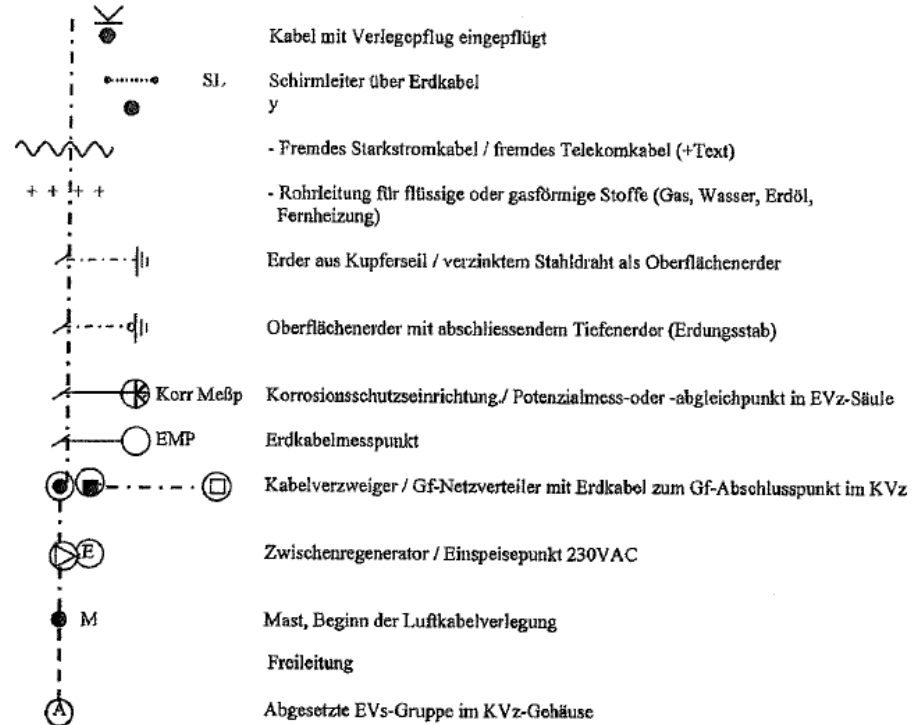 Kabel mit Verlegepflug eingepflügt
SL Schirmleiter über Erdkabel
y
- Fremdes Starkstromkabel / fremdes Telekomkabel (+Text)
+ + + + - Rohrleitung für flüssige oder gasförmige Stoffe (Gas, Wasser, Erdöl,
Fernheizung)
Erder aus Kupferseil / verzinktem Stahldraht als Oberflächenerder
Oberflächenerder mit abschliessendem Tiefenerder (Erdungsstab)
K Korr Meßp Korrosionsschutzseinrichtung./ Potenzialmess-oder -abgleichpunkt in EVz-Säule
EMP Erdkabelmesspunkt
Kabelverzweiger / Gf-Netzverteiler mit Erdkabel zum Gf-Abschlusspunkt im KVz
E Zwischenregenerator / Einspeisepunkt 230VAC
M Mast, Beginn der Luftkabelverlegung
Freileitung
A Abgesetzte EVs-Gruppe im KVz-Gehäuse